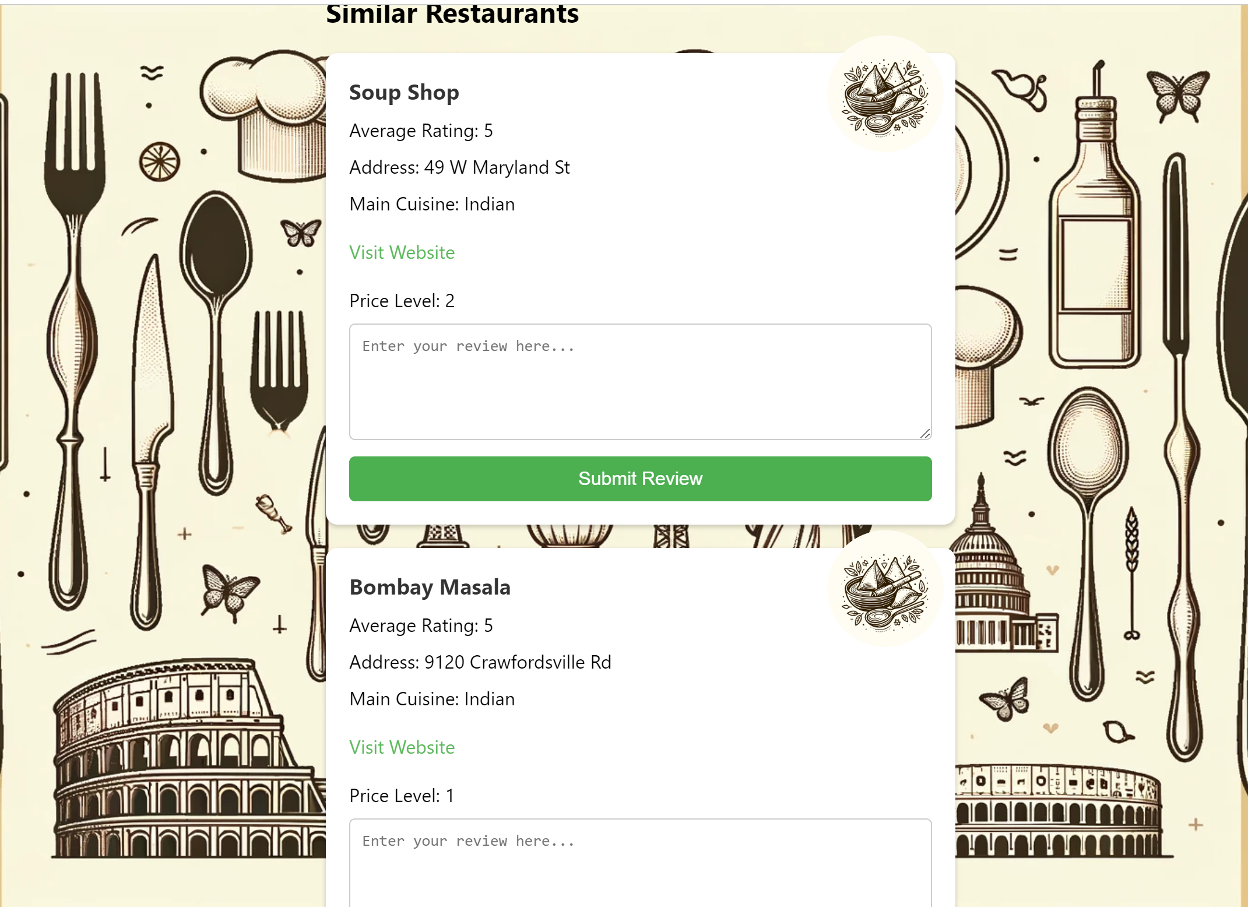 Similar Restaurants
Soup Shop
Average Rating: 5
Address: 49 W Maryland St
Main Cuisine: Indian
Visit Website
Price Level: 2
Enter your review here...
Submit Review
Bombay Masala
Average Rating: 5
Address: 9120 Crawfordsville Rd
Main Cuisine: Indian
Visit Website
Price Level: 1
Enter your review here...